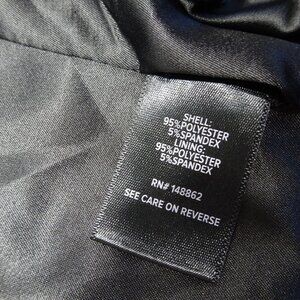 SHELL:
95%POLYESTER
5%SPANDEX
LINING:
95%POLYESTER
5%SPANDEX
RN# 148862
SEE CARE ON REVERSE